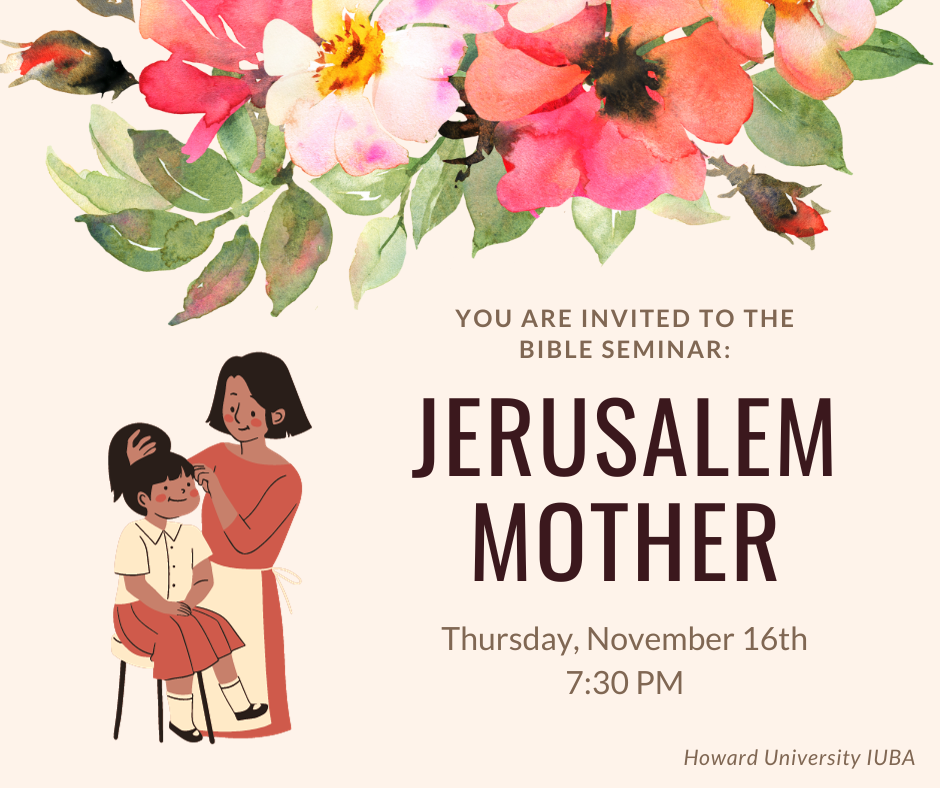 YOU ARE INVITED TO THE
BIBLE SEMINAR:
JERUSALEM
MOTHER
Thursday, November 16th
7:30 PM
Howard University IUBA